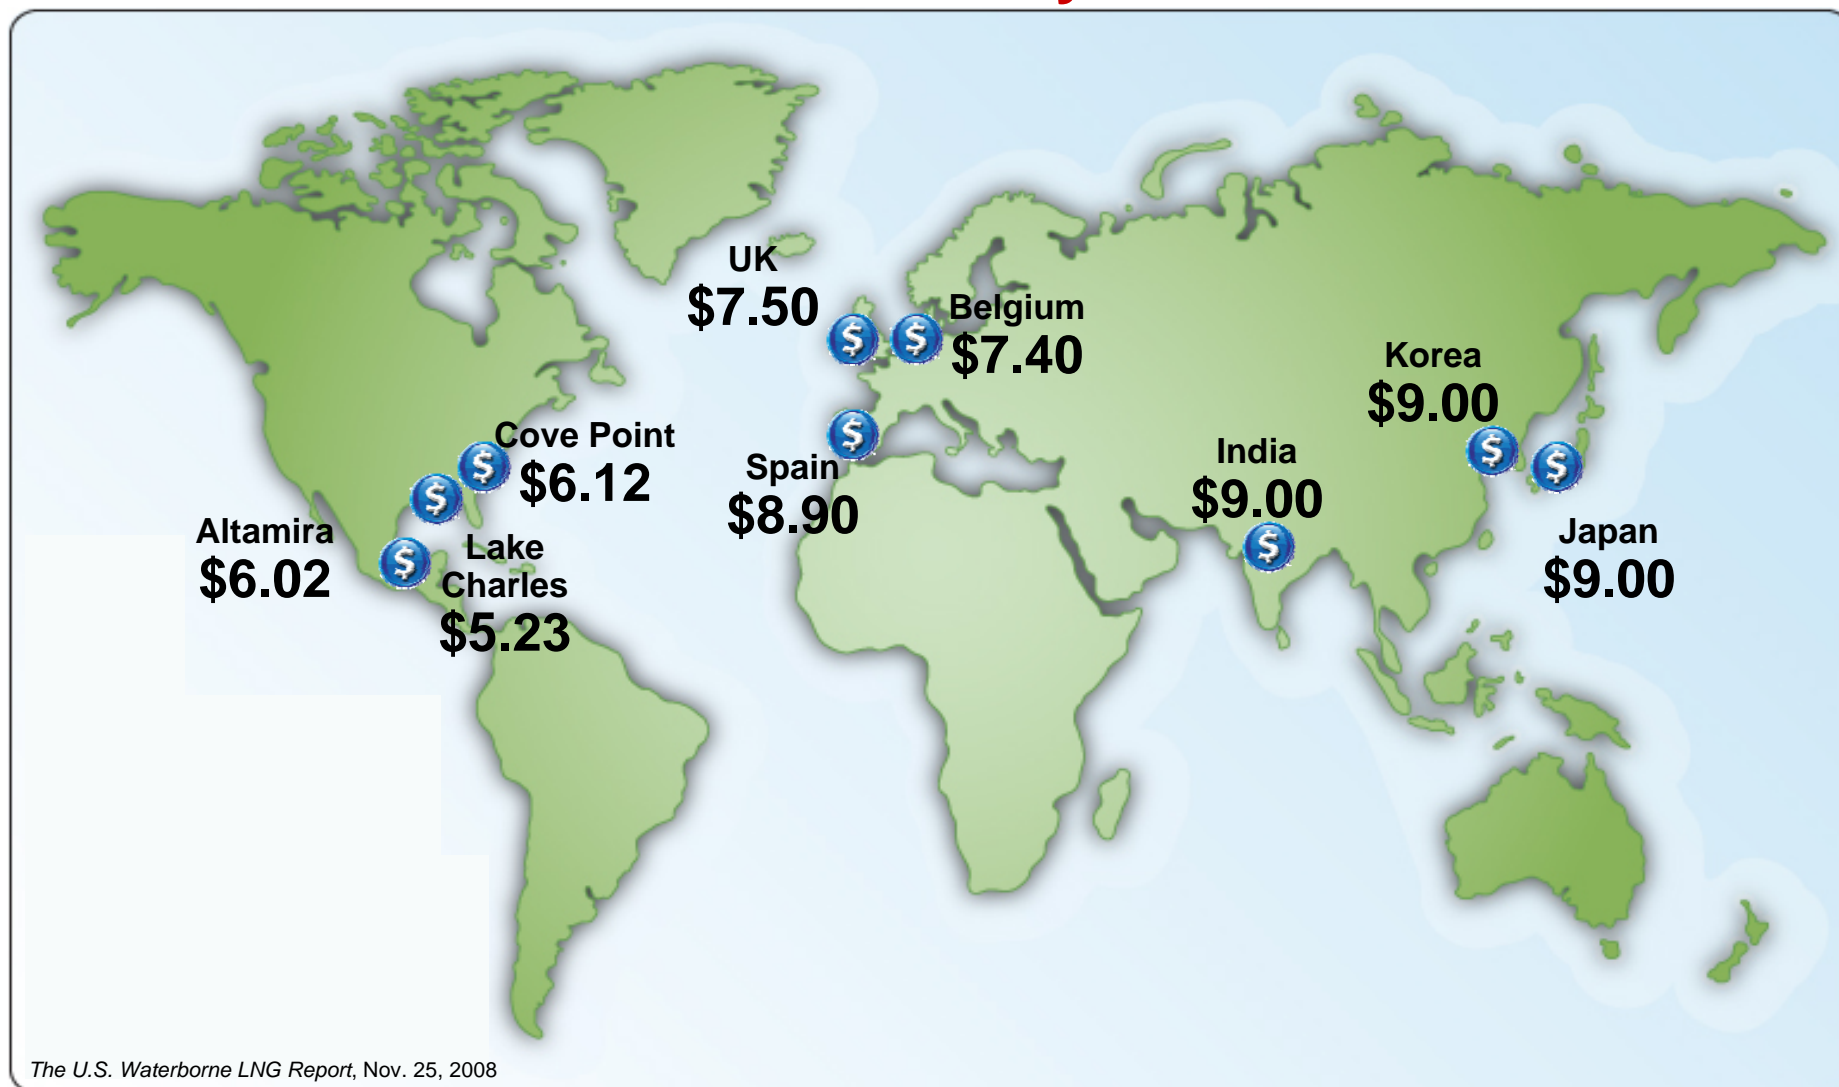 UK
$7.50
Belgium
$7.40
Korea
$9.00
Cove Point
$6.12
Spain
$8.90
India
$9.00
Altamira
$6.02
Lake
Charles
$5.23
Japan
$9.00
The U.S. Waterborne LNG Report, Nov. 25, 2008